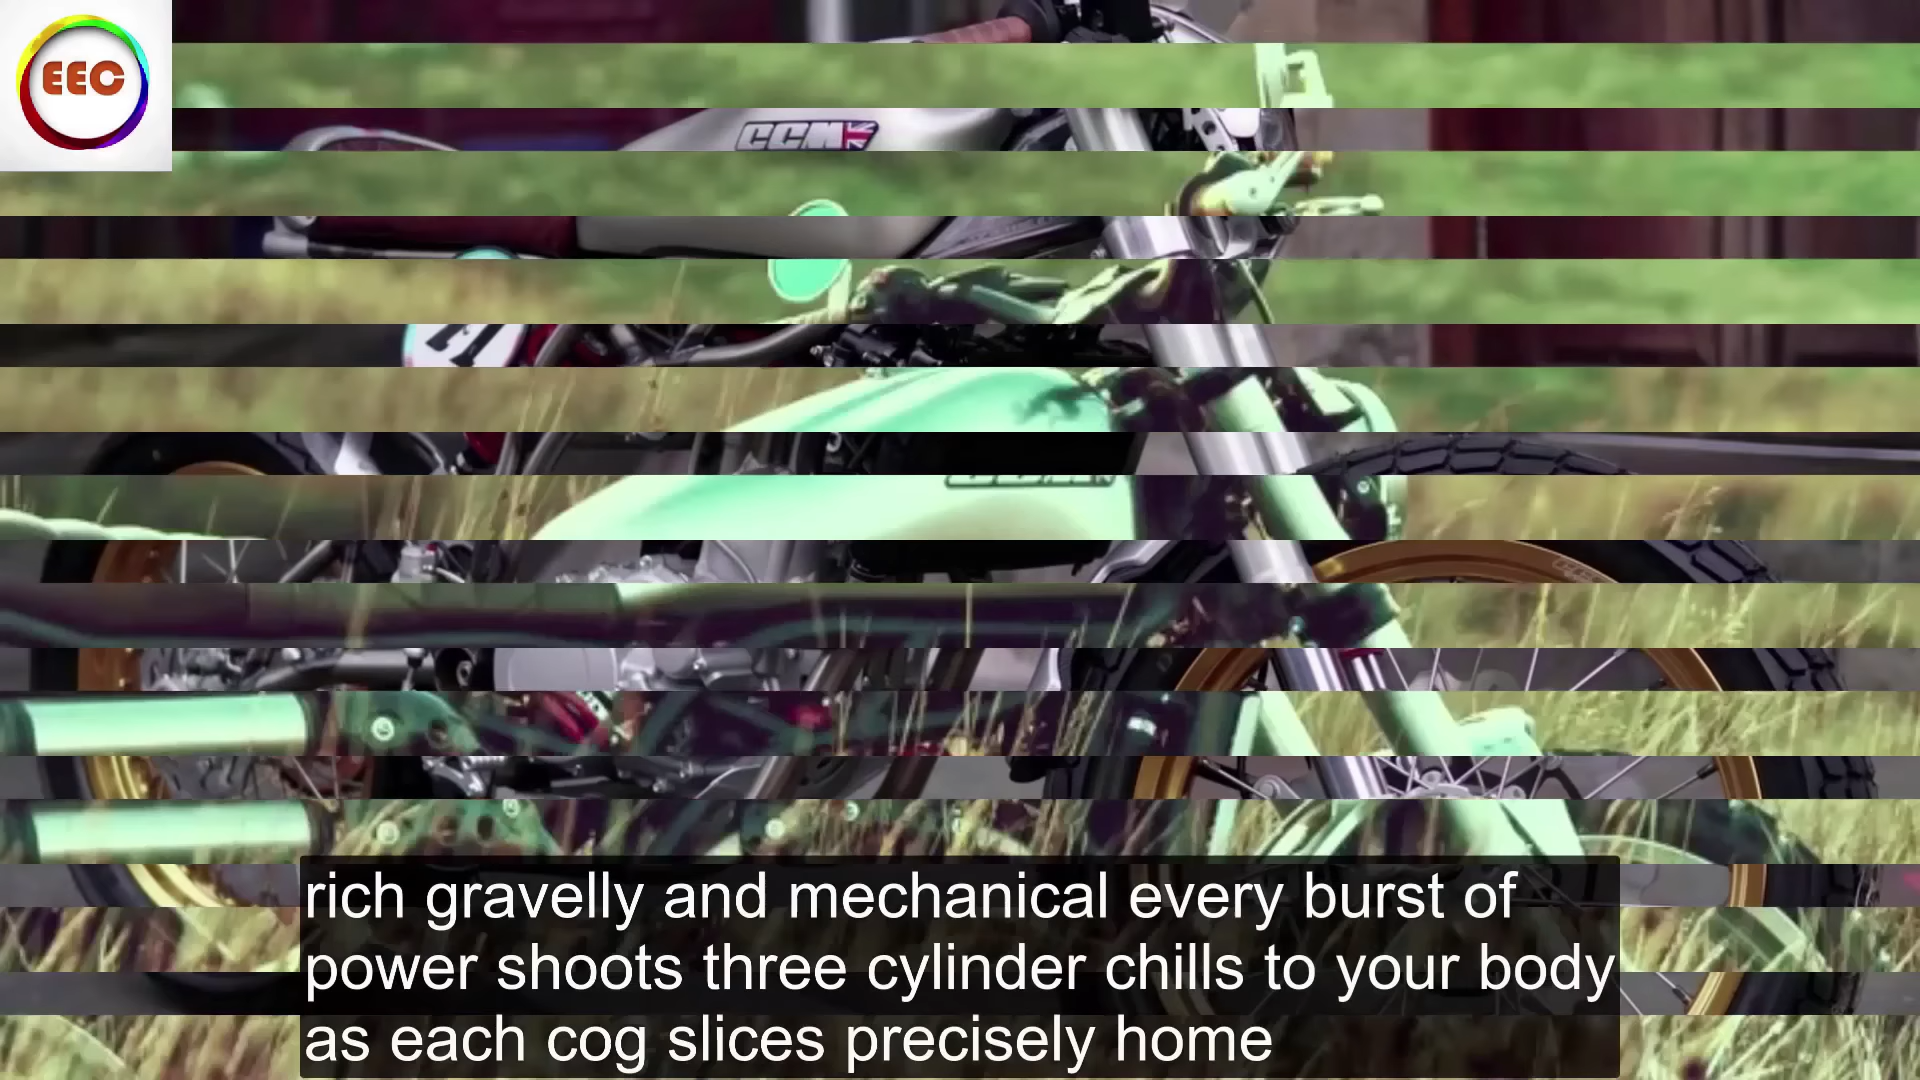 EEC
CCM
rich gravelly and mechanical every burst of
power shoots three cylinder chills to your body
as each cog slices precisely home